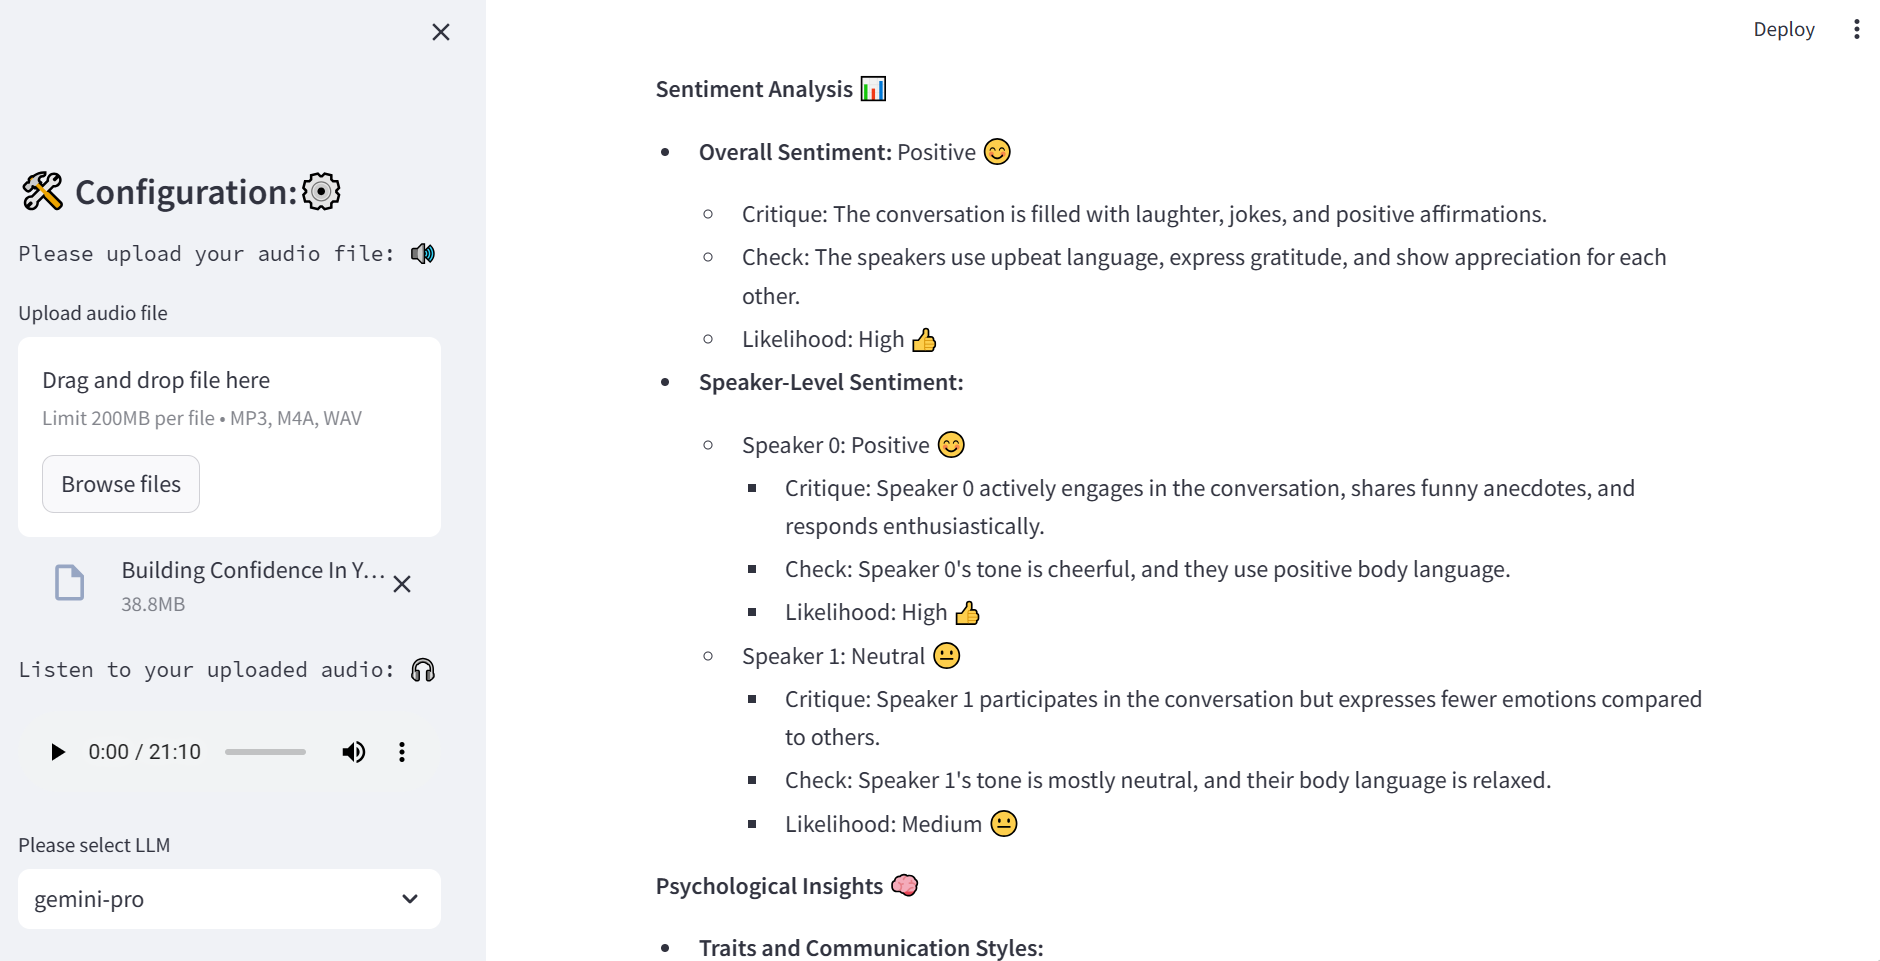 Deploy
🛠 Configuration:⚙
Please upload your audio file: 🔊
Upload audio file
Drag and drop file here
Limit 200MB per file • MP3, M4A, WAV
Browse files
Building Confidence In Y...
38.8MB
Listen to your uploaded audio: 🎧
0:00 / 21:10
Please select LLM
gemini-pro
Sentiment Analysis 📊
• Overall Sentiment: Positive 😊
○ Critique: The conversation is filled with laughter, jokes, and positive affirmations.
○ Check: The speakers use upbeat language, express gratitude, and show appreciation for each
other.
○ Likelihood: High 👍
• Speaker-Level Sentiment:
○ Speaker 0: Positive 😊
▪ Critique: Speaker 0 actively engages in the conversation, shares funny anecdotes, and
responds enthusiastically.
▪ Check: Speaker 0's tone is cheerful, and they use positive body language.
▪ Likelihood: High 👍
○ Speaker 1: Neutral 😐
▪ Critique: Speaker 1 participates in the conversation but expresses fewer emotions compared
to others.
▪ Check: Speaker 1's tone is mostly neutral, and their body language is relaxed.
▪ Likelihood: Medium 😐
Psychological Insights 🧠
• Traits and Communication Styles: